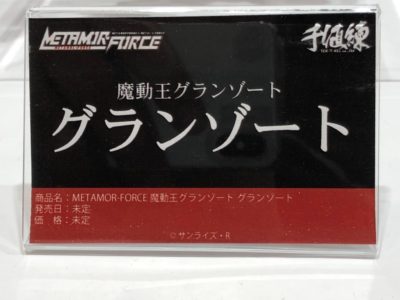 METAMOR-FORCE
千値練
魔動王グランゾート
グランゾート
商品名：METAMOR-FORCE 魔動王グランゾート グランゾート
発売日：未定
価　格：未定
©サンライズ・R